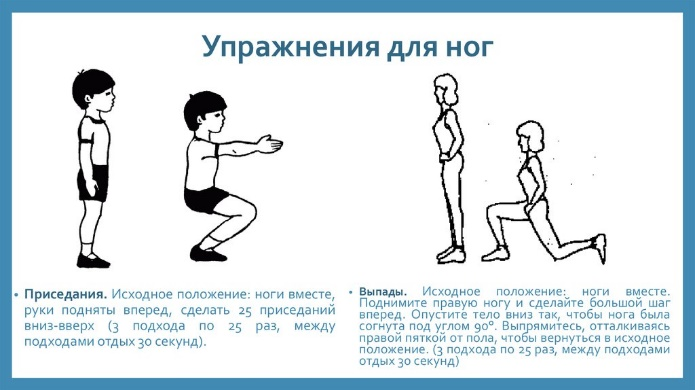 Упражнения для ног
• Приседания. Исходное положение: ноги вместе,
руки подняты вперед, сделать 25 приседаний
вниз-вверх (3 подхода по 25 раз, между
подходами отдых 30 секунд).
• Выпады. Исходное положение: ноги вместе.
Поднимите правую ногу и сделайте большой шаг
вперед. Опустите тело вниз так, чтобы нога была
согнута под углом 90°. Выпрямитесь, отталкиваясь
правой пяткой от пола, чтобы вернуться в исходное
положение. (3 подхода по 25 раз, между подходами
отдых 30 секунд)